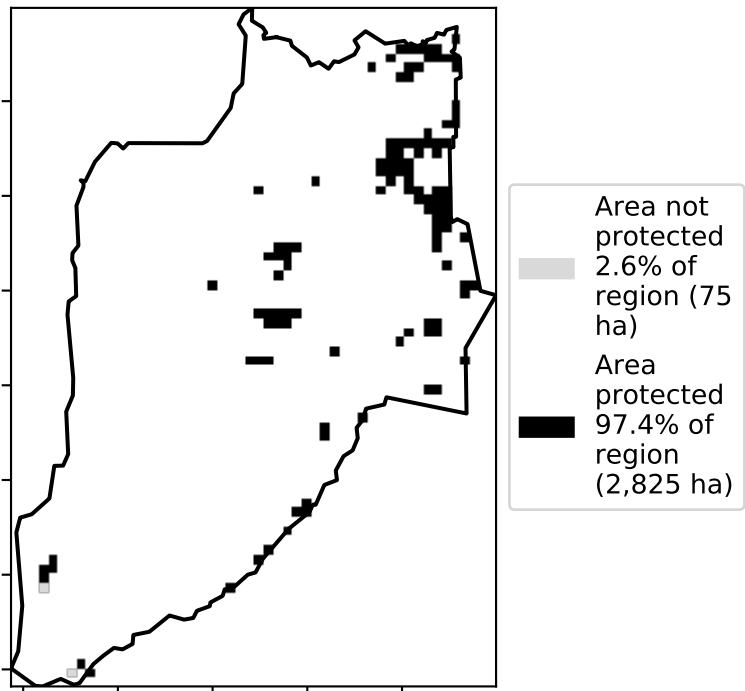 Area not
protected
2.6% of
region (75
ha)
Area
protected
97.4% of
region
(2,825 ha)